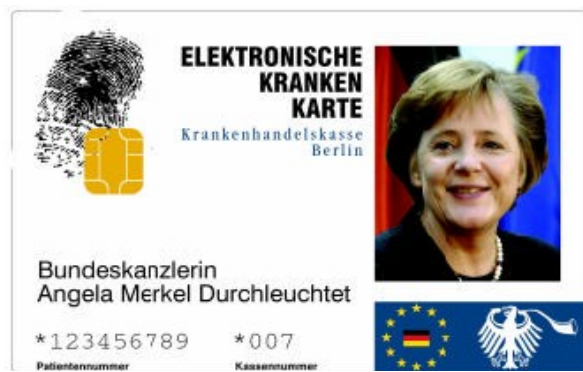 ELEKTRONISCHE
KRANKEN
KARTE
Krankenhandelskasse
Berlin
Bundeskanzlerin
Angela Merkel Durchleuchtet
*123456789 *007
Patientennummer Kassennummer